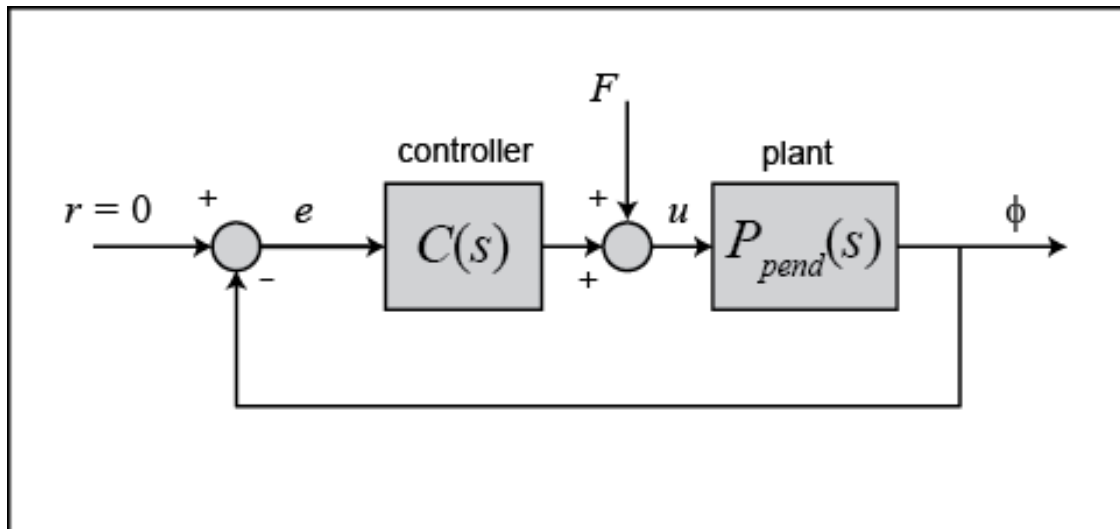 F
controller
plant
r = 0
+
e
C(s)
+
+
u
P_pend(s)
ϕ
-